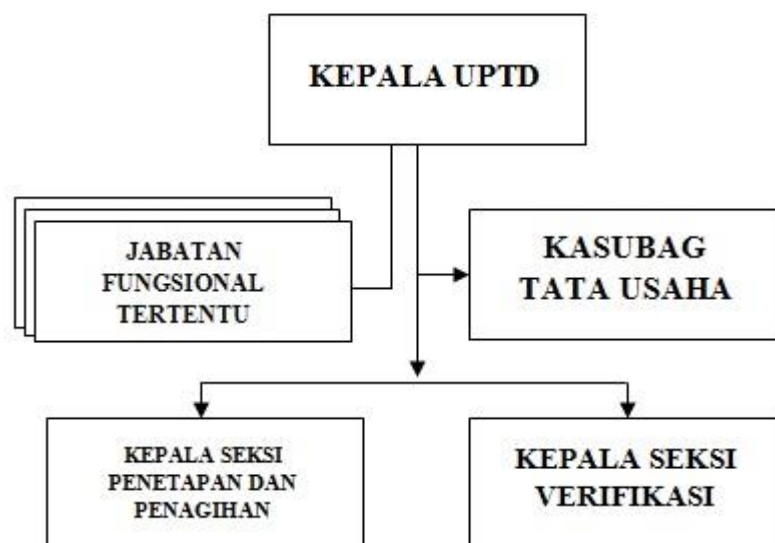 KEPALA UPTD
JABATAN
FUNGSIONAL
TERTENTU
KASUBAG
TATA USAHA
KEPALA SEKSI
PENETAPAN DAN
PENAGIHAN
KEPALA SEKSI
VERIFIKASI